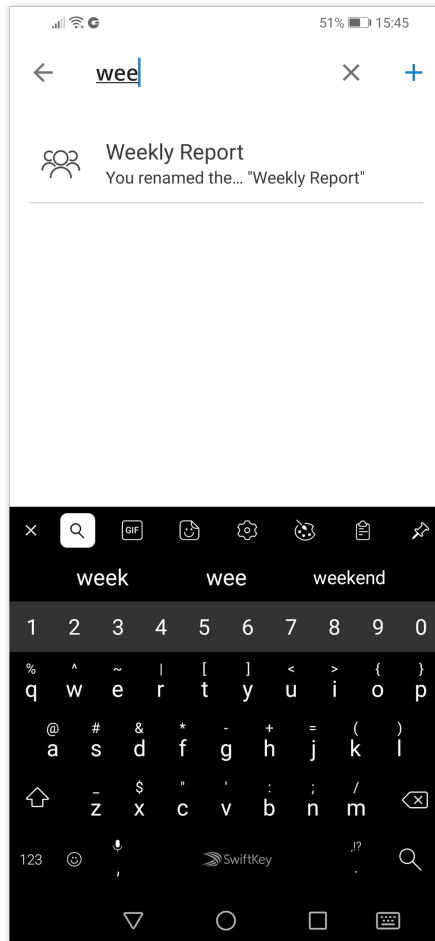 51% 15:45
wee
Weekly Report
You renamed the... "Weekly Report"
GIF
week wee weekend
1 2 3 4 5 6 7 8 9 0
% ^ ~ | [ ] < > { }
q w e r t y u i o p
@ # & * - + = ( )
a s d f g h j k l
_ $ " ' : ; /
z x c v b n m
123 , SwiftKey ,!? .